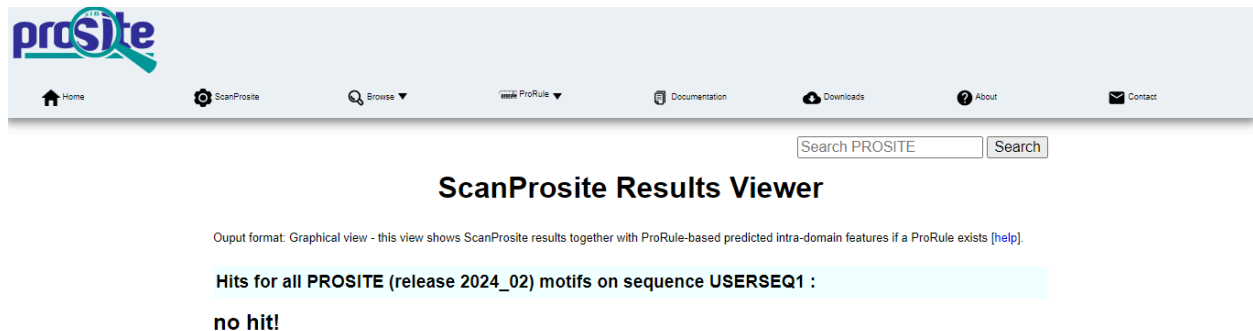 prosite
Home ScanProsite Browse ▼ ProRule ▼ Documentation Downloads About Contact
Search PROSITE Search
ScanProsite Results Viewer
Ouput format: Graphical view - this view shows ScanProsite results together with ProRule-based predicted intra-domain features if a ProRule exists [help].
Hits for all PROSITE (release 2024_02) motifs on sequence USERSEQ1 :
no hit!